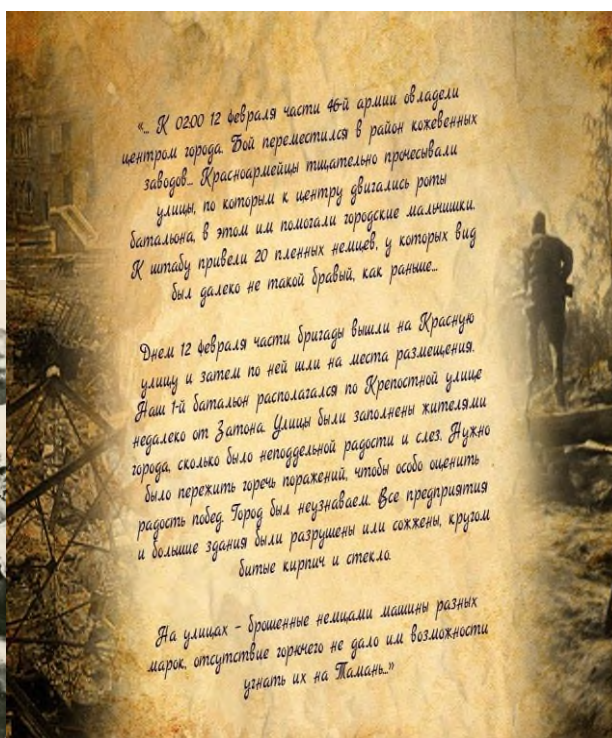 «... К 02.00 12 февраля части 46-й армии овладели
центром города. Бой переместился в район кожевенных
заводов... Красноармейцы тщательно прочесывали
улицы, по которым к центру двигались роты
батальона, в этом им помогали городские мальчишки.
К штабу привели 20 пленных немцев, у которых вид
был далеко не такой бравый, как раньше...
Днем 12 февраля части бригады вышли на Красную
улицу и затем по ней шли на места размещения.
Наш 1-й батальон располагался по Крепостной улице
недалеко от Затона. Улицы были заполнены жителями
города, сколько было неподдельной радости и слез. Нужно
было пережить горечь поражений, чтобы особо оценить
радость побед. Город был неузнаваем. Все предприятия
и большие здания были разрушены или сожжены, кругом
битые кирпич и стекло.
На улицах - брошенные немцами машины разных
марок, отсутствие горючего не дало им возможности
угнать их на Тамань...»